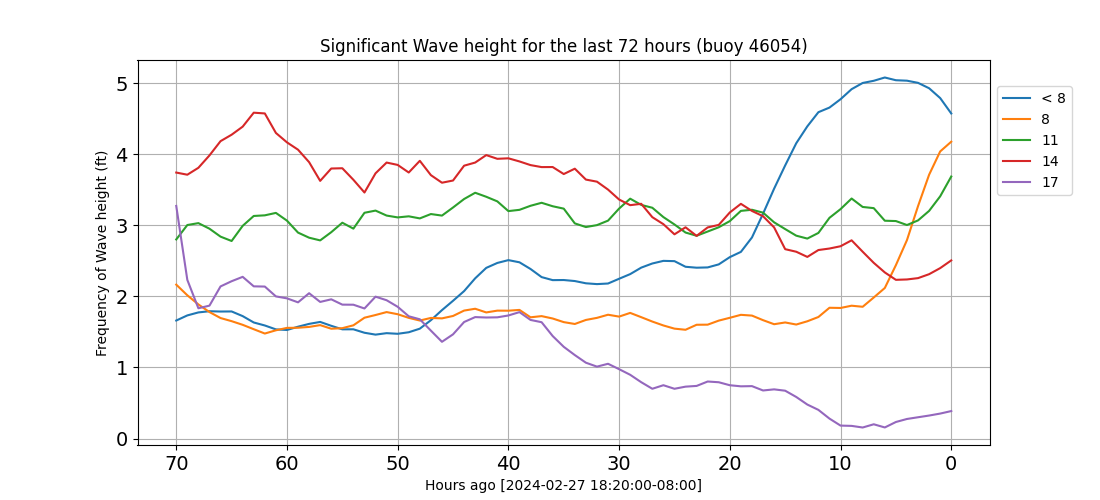 Significant Wave height for the last 72 hours (buoy 46054)
Frequency of Wave height (ft)
5
4
3
2
1
0
70 60 50 40 30 20 10 0
Hours ago [2024-02-27 18:20:00-08:00]
< 8
8
11
14
17